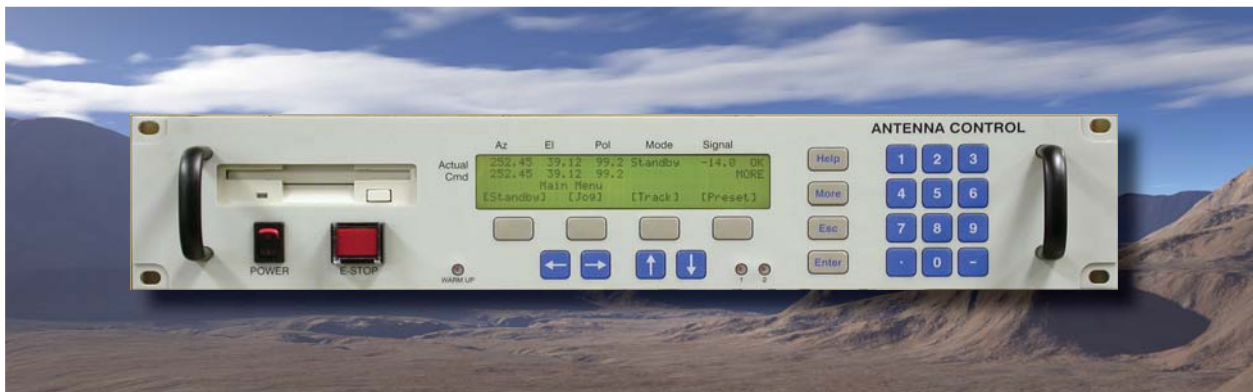 ANTENNA CONTROL
Az El Pol Mode Signal
Actual 252.45 39.12 99.2 Standby -14.0 OK
Cmd 252.45 39.12 99.2 MORE
Main Menu
[Standby] [Jog] [Track] [Preset]
POWER
E-STOP
WARM UP
Help
More
Esc
Enter
1 2 3
4 5 6
7 8 9
. 0 -